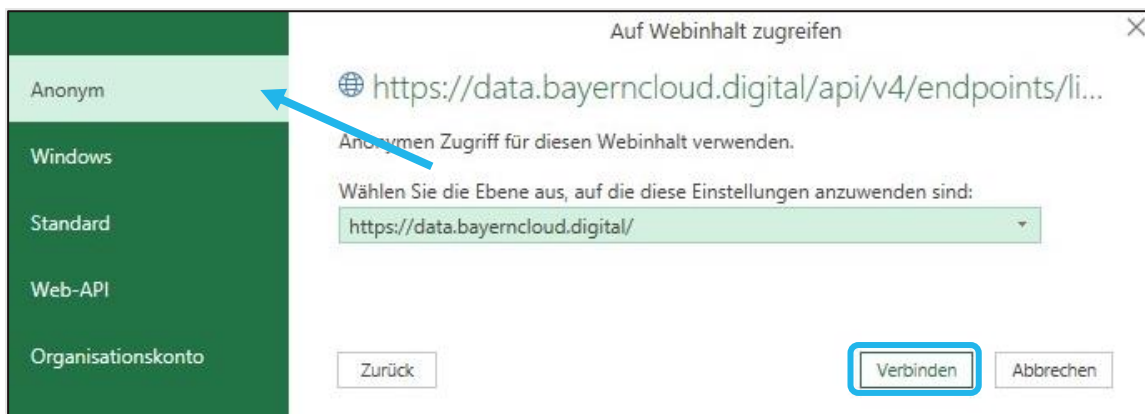 Auf Webinhalt zugreifen
Anonym
Windows
Standard
Web-API
Organisationskonto
https://data.bayerncloud.digital/api/v4/endpoints/li...
Anonymen Zugriff für diesen Webinhalt verwenden.
Wählen Sie die Ebene aus, auf die diese Einstellungen anzuwenden sind:
https://data.bayerncloud.digital/
Zurück
Verbinden
Abbrechen